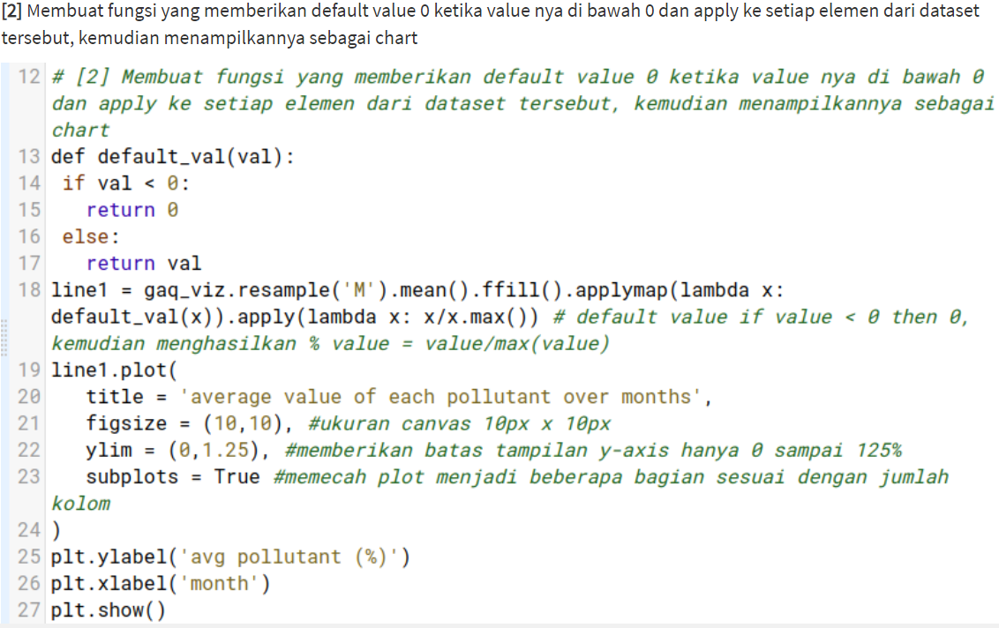 [2] Membuat fungsi yang memberikan default value 0 ketika value nya di bawah 0 dan apply ke setiap elemen dari dataset
tersebut, kemudian menampilkannya sebagai chart
12 # [2] Membuat fungsi yang memberikan default value 0 ketika value nya di bawah 0
dan apply ke setiap elemen dari dataset tersebut, kemudian menampilkannya sebagai
chart
13 def default_val(val):
14  if val < 0:
15    return 0
16  else:
17    return val
18 line1 = gaq_viz.resample('M').mean().ffill().applymap(lambda x:
default_val(x)).apply(lambda x: x/x.max()) # default value if value < 0 then 0,
kemudian menghasilkan % value = value/max(value)
19 line1.plot(
20    title = 'average value of each pollutant over months',
21    figsize = (10,10), #ukuran canvas 10px x 10px
22    ylim = (0,1.25), #memberikan batas tampilan y-axis hanya 0 sampai 125%
23    subplots = True #memecah plot menjadi beberapa bagian sesuai dengan jumlah
kolom
24 )
25 plt.ylabel('avg pollutant (%)')
26 plt.xlabel('month')
27 plt.show()